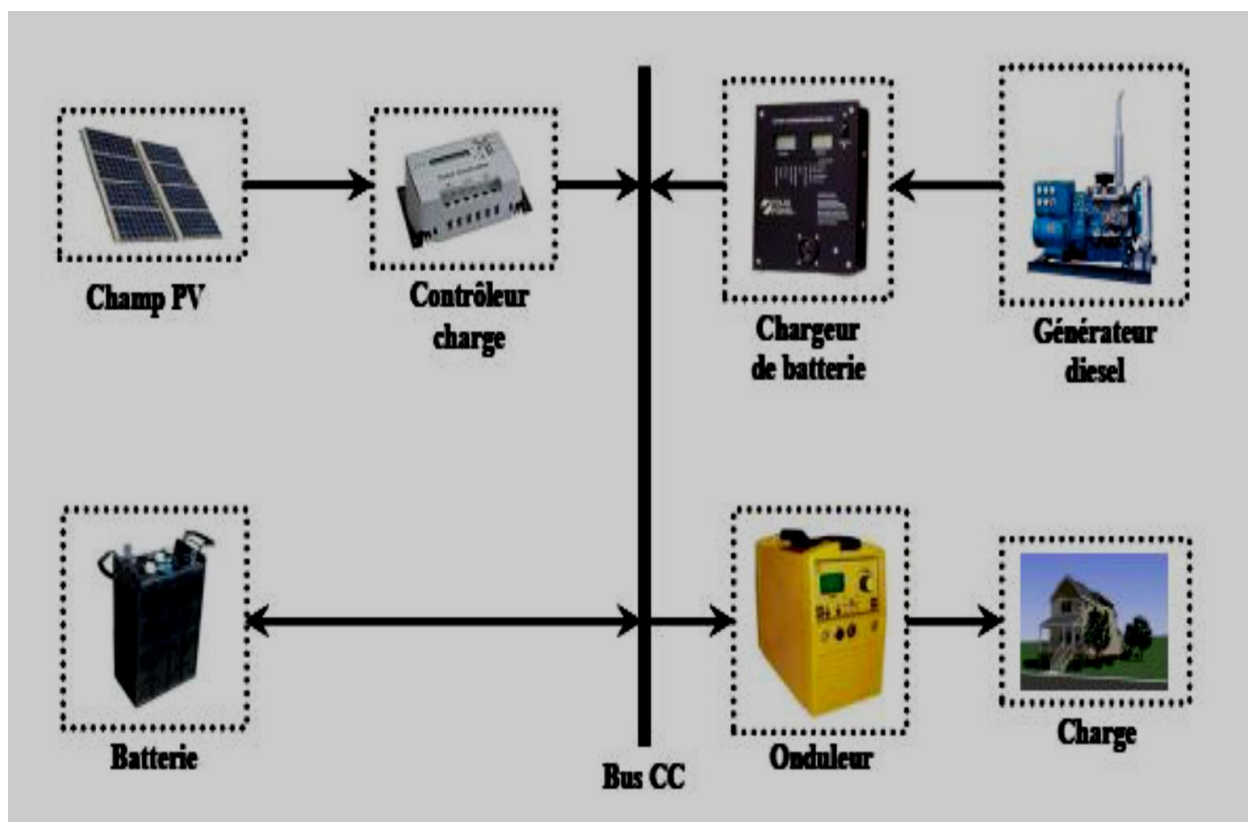 Champ PV
Contrôleur
charge
Chargeur
de batterie
Générateur
diesel
Batterie
Bus CC
Onduleur
Charge